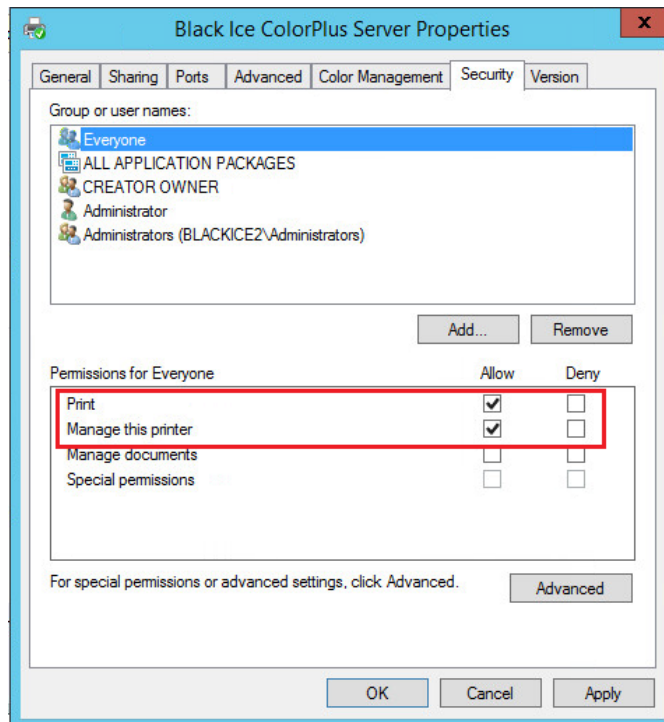 Black Ice ColorPlus Server Properties
x
General Sharing Ports Advanced Color Management Security Version
Group or user names:
Everyone
ALL APPLICATION PACKAGES
CREATOR OWNER
Administrator
Administrators (BLACKICE2\Administrators)
Add... Remove
Permissions for Everyone Allow Deny
Print
Manage this printer
Manage documents
Special permissions
For special permissions or advanced settings, click Advanced. Advanced
OK Cancel Apply